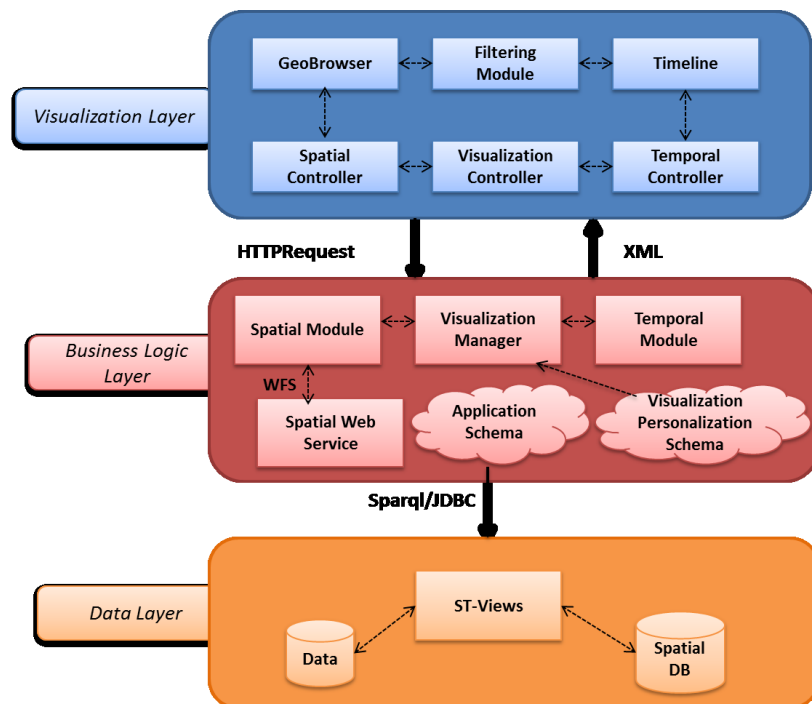 GeoBrowser
Filtering
Module
Timeline
Visualization Layer
Spatial
Controller
Visualization
Controller
Temporal
Controller
HTTPRequest
XML
Spatial Module
Visualization
Manager
Temporal
Module
Business Logic
Layer
WFS
Spatial Web
Service
Application
Schema
Visualization
Personalization
Schema
Sparql/JDBC
Data Layer
ST-Views
Data
Spatial
DB